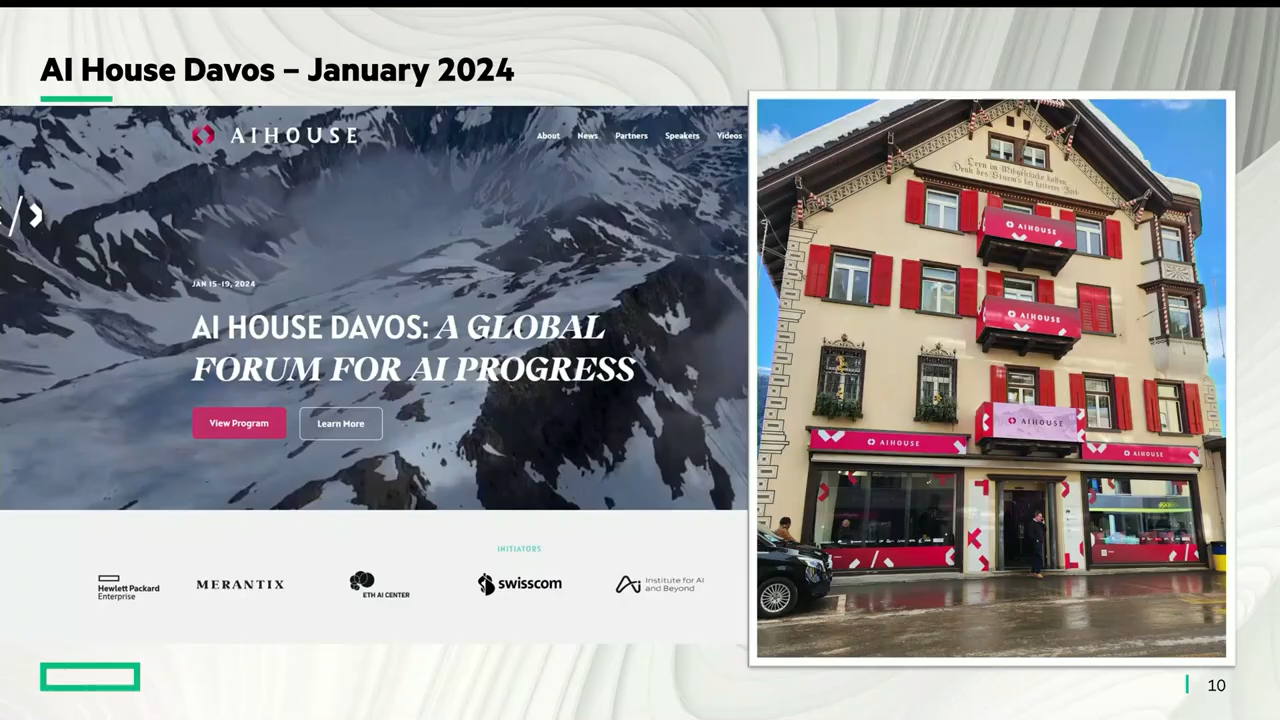 AI House Davos – January 2024
AIHOUSE
About News Partners Speakers Videos
JAN 15-19, 2024
AI HOUSE DAVOS: A GLOBAL
FORUM FOR AI PROGRESS
View Program
Learn More
INITIATORS
Hewlett Packard
Enterprise
MERANTIX
ETH AI CENTER
swisscom
Institute for AI
and Beyond
AIHOUSE
AIHOUSE
AIHOUSE
AIHOUSE
AIHOUSE
10